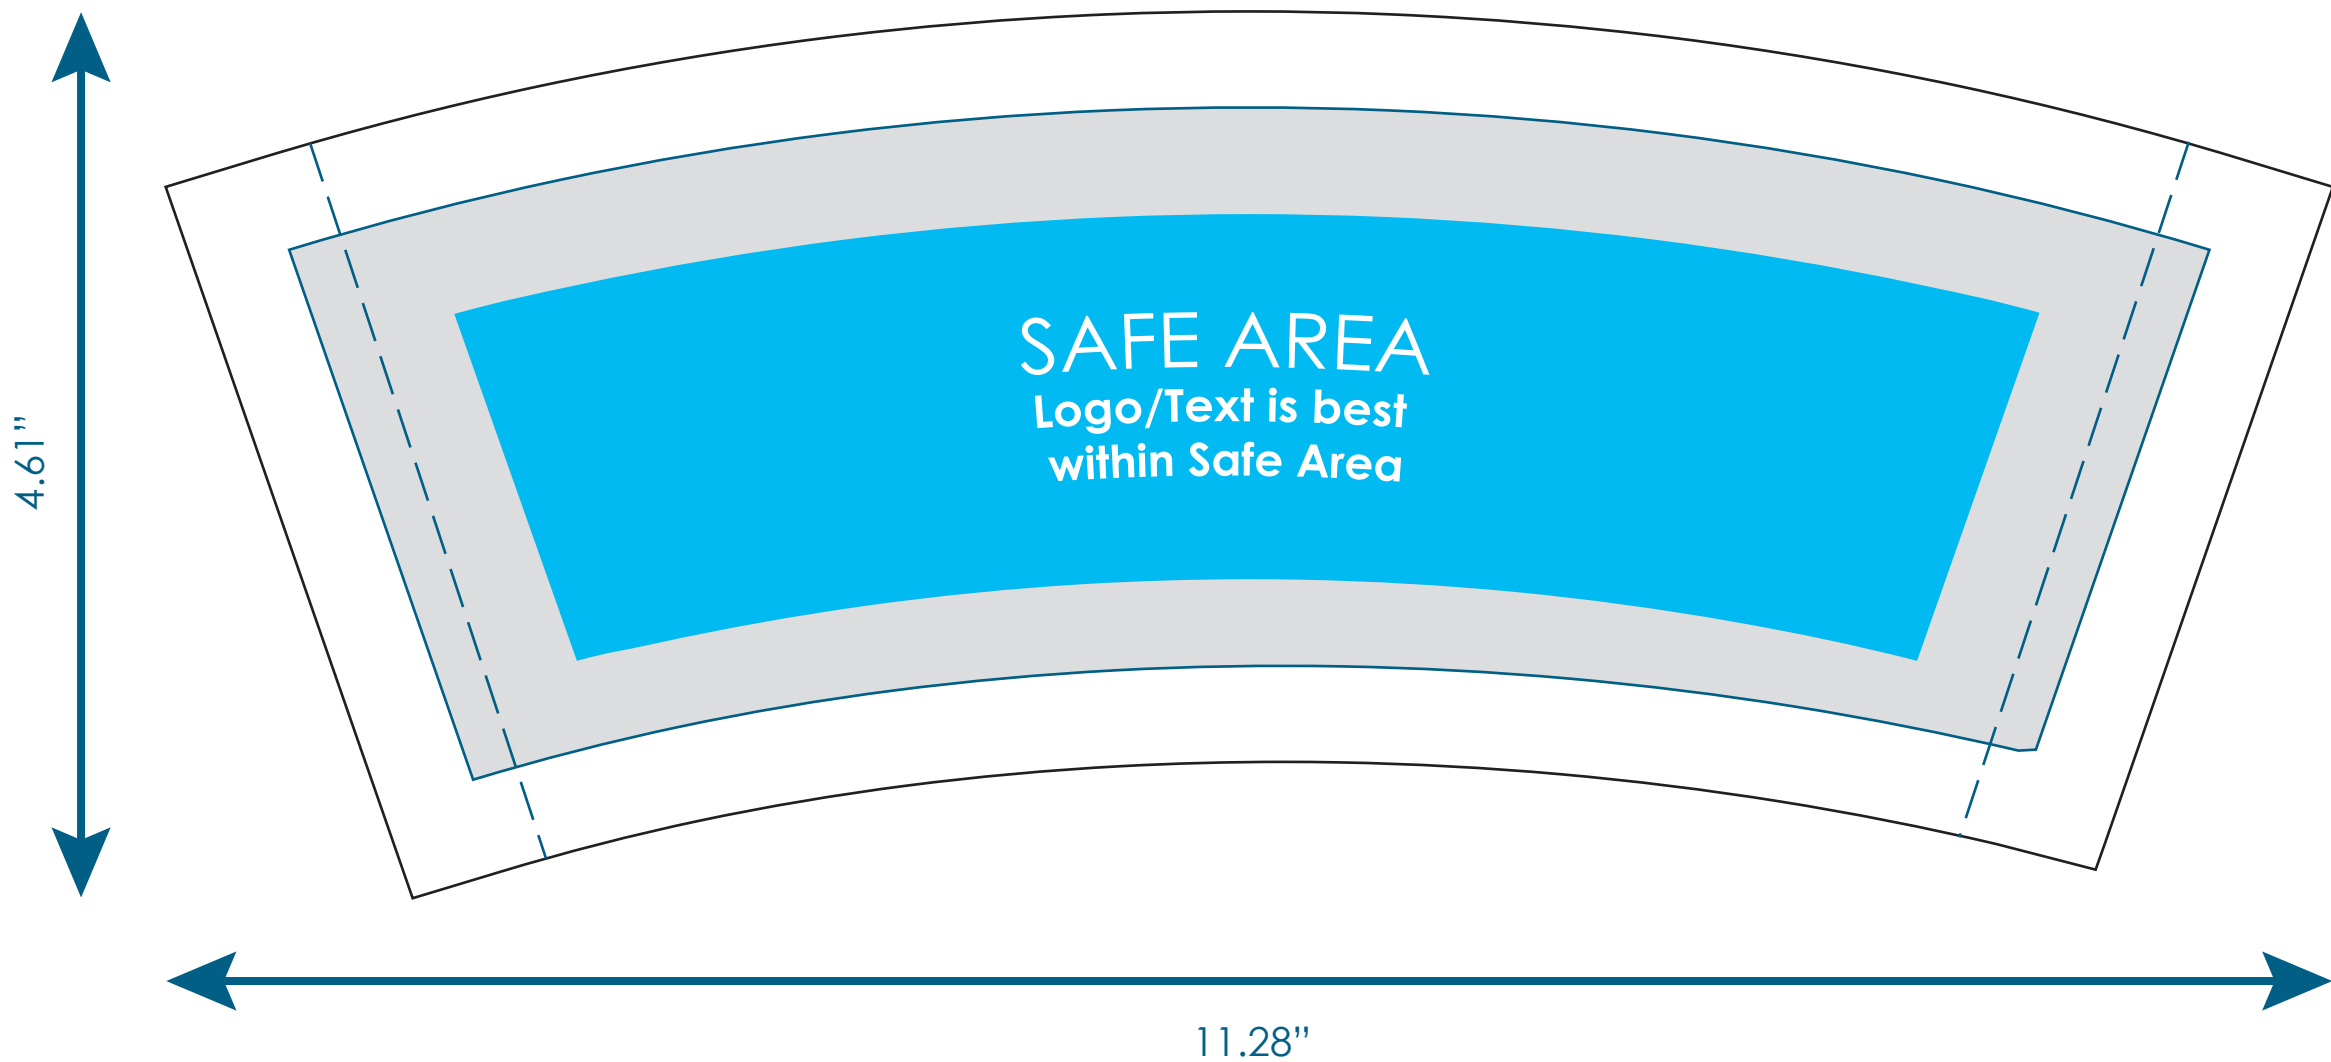 SAFE AREA
Logo/Text is best
within Safe Area
4.61”
11.28”